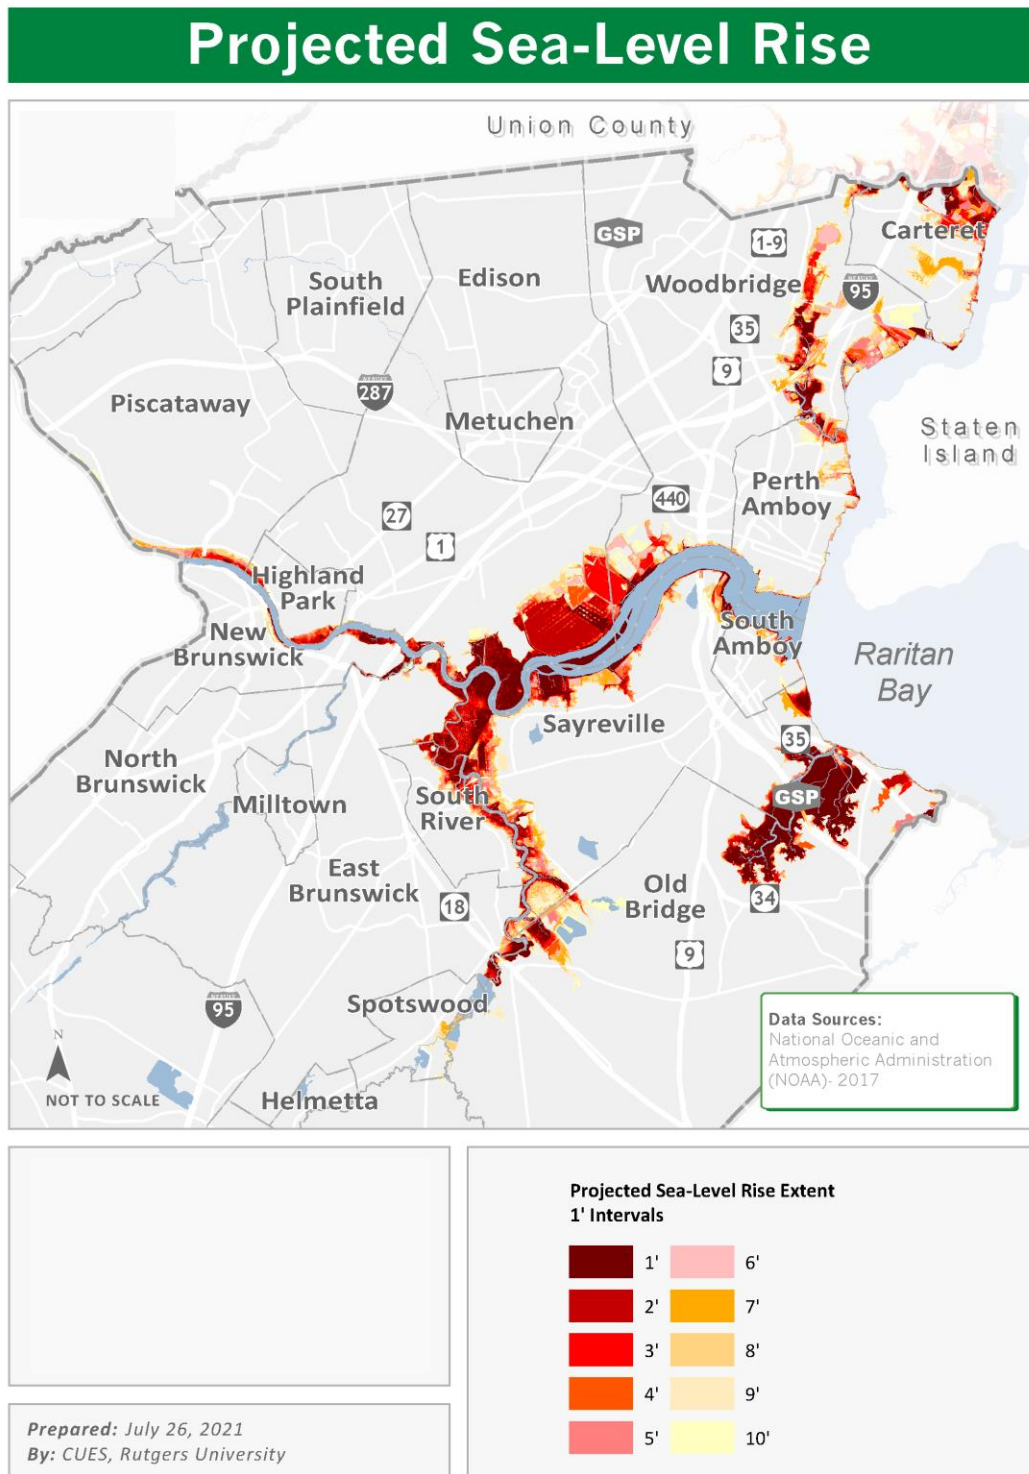 Projected Sea-Level Rise
Union County
GSP
1-9
Carteret
South
Plainfield
Edison
Woodbridge
95
35
9
287
Piscataway
Metuchen
Staten
Island
Perth
Amboy
440
27
1
Highland
Park
New
Brunswick
South
Amboy
Raritan
Bay
Sayreville
35
North
Brunswick
Milltown
South
River
GSP
East
Brunswick
18
Old
Bridge
34
9
Spotswood
95
N
NOT TO SCALE
Helmetta
Data Sources:
National Oceanic and
Atmospheric Administration
(NOAA)- 2017
Projected Sea-Level Rise Extent
1' Intervals
1' 6'
2' 7'
3' 8'
4' 9'
5' 10'
Prepared: July 26, 2021
By: CUES, Rutgers University